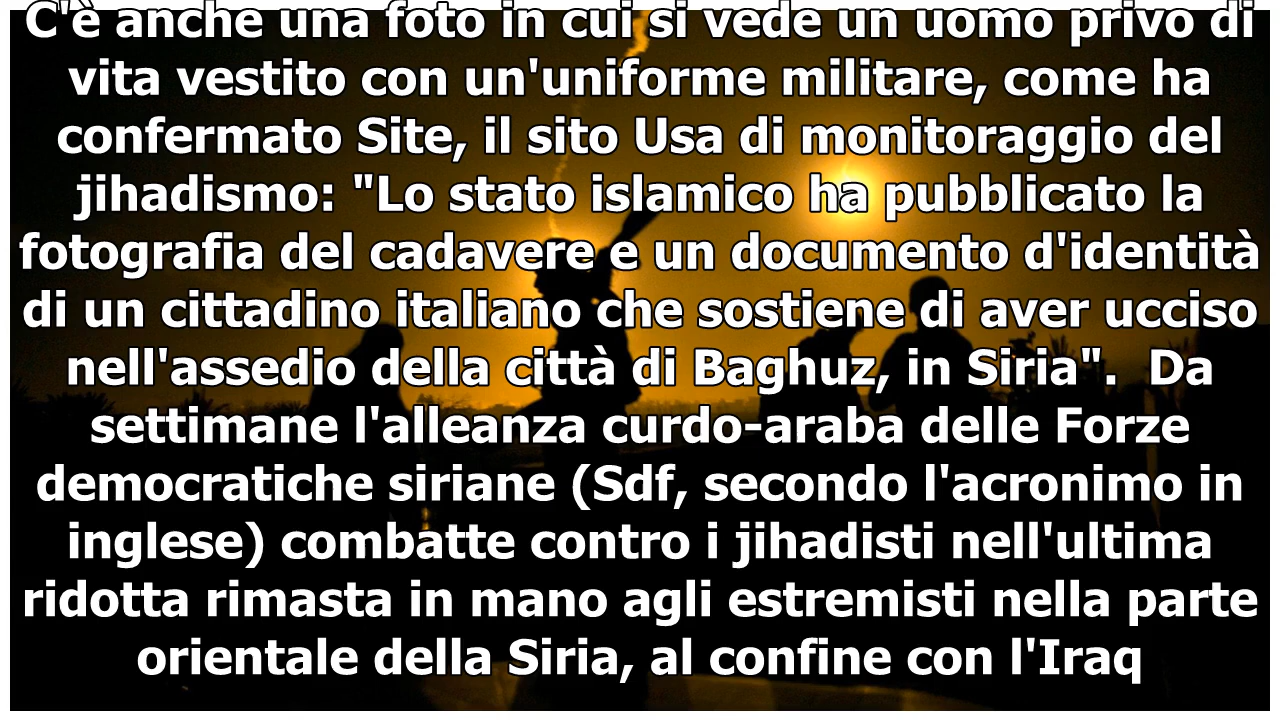 C'è anche una foto in cui si vede un uomo privo di
vita vestito con un'uniforme militare, come ha
confermato Site, il sito Usa di monitoraggio del
jihadismo: "Lo stato islamico ha pubblicato la
fotografia del cadavere e un documento d'identità
di un cittadino italiano che sostiene di aver ucciso
nell'assedio della città di Baghuz, in Siria".  Da
settimane l'alleanza curdo-araba delle Forze
democratiche siriane (Sdf, secondo l'acronimo in
inglese) combatte contro i jihadisti nell'ultima
ridotta rimasta in mano agli estremisti nella parte
orientale della Siria, al confine con l'Iraq